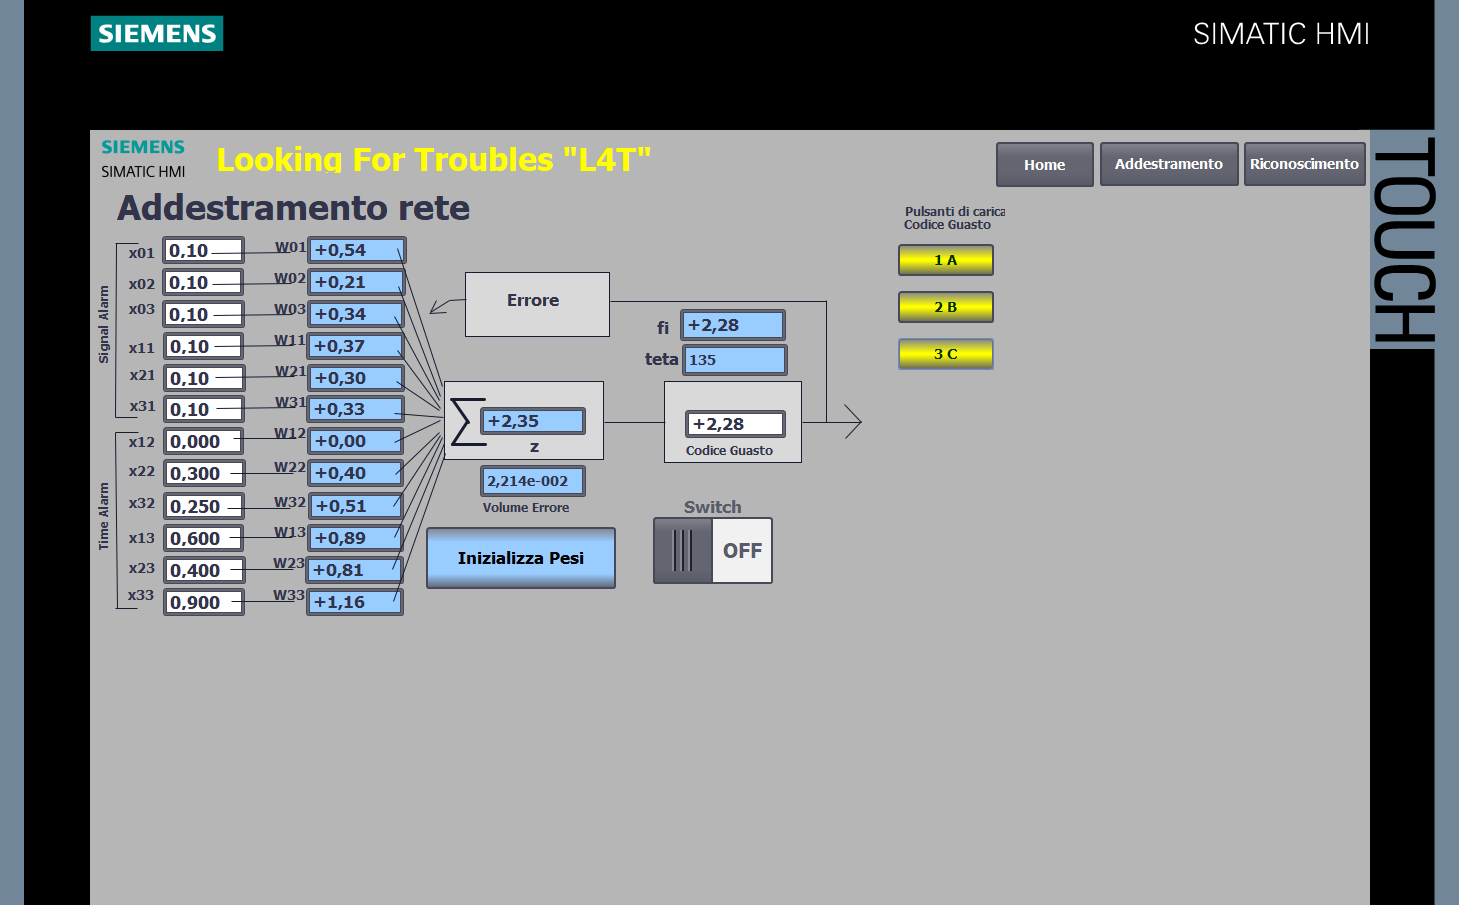 SIEMENS
SIMATIC HMI
TOUCH
SIEMENS
SIMATIC HMI
Looking For Troubles "L4T"
Home
Addestramento
Riconoscimento
Addestramento rete
Pulsanti di carica
Codice Guasto
1 A
2 B
3 C
Signal Alarm
Time Alarm
x01 0,10 W01 +0,54
x02 0,10 W02 +0,21
x03 0,10 W03 +0,34
x11 0,10 W11 +0,37
x21 0,10 W21 +0,30
x31 0,10 W31 +0,33
x12 0,000 W12 +0,00
x22 0,300 W22 +0,40
x32 0,250 W32 +0,51
x13 0,600 W13 +0,89
x23 0,400 W23 +0,81
x33 0,900 W33 +1,16
Errore
fi +2,28
teta 135
Σ +2,35
z
2,214e-002
Volume Errore
+2,28
Codice Guasto
Inizializza Pesi
Switch
OFF